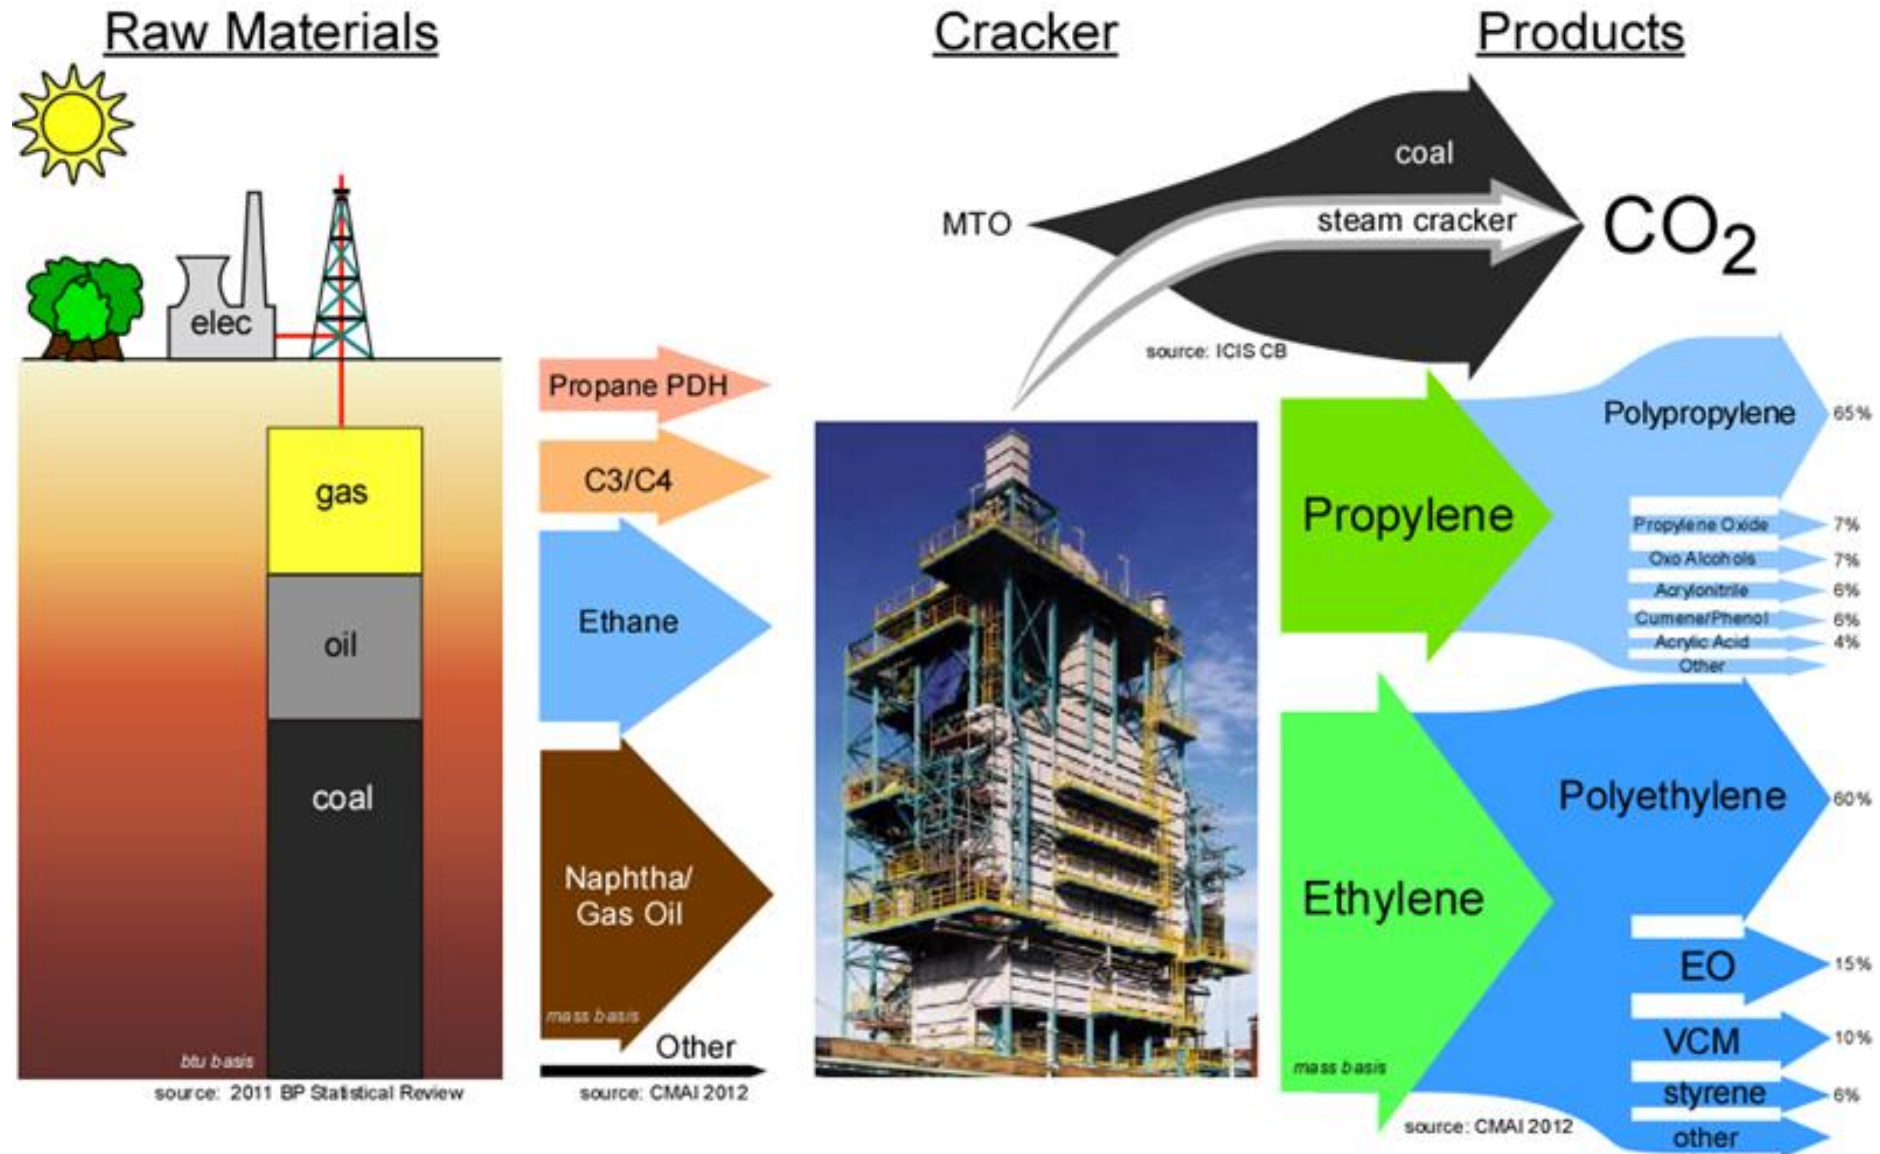 Raw Materials
Cracker
Products
elec
gas
oil
coal
btu basis
source: 2011 BP Statistical Review
Propane PDH
C3/C4
Ethane
Naphtha/
Gas Oil
mass basis
Other
source: CMAI 2012
MTO
coal
steam cracker
CO2
source: ICIS CB
Propylene
Polypropylene
65%
Propylene Oxide
7%
Oxo Alcohols
7%
Acrylonitrile
6%
Cumene/Phenol
6%
Acrylic Acid
4%
Other
Ethylene
mass basis
Polyethylene
60%
EO
15%
VCM
10%
styrene
6%
other
source: CMAI 2012